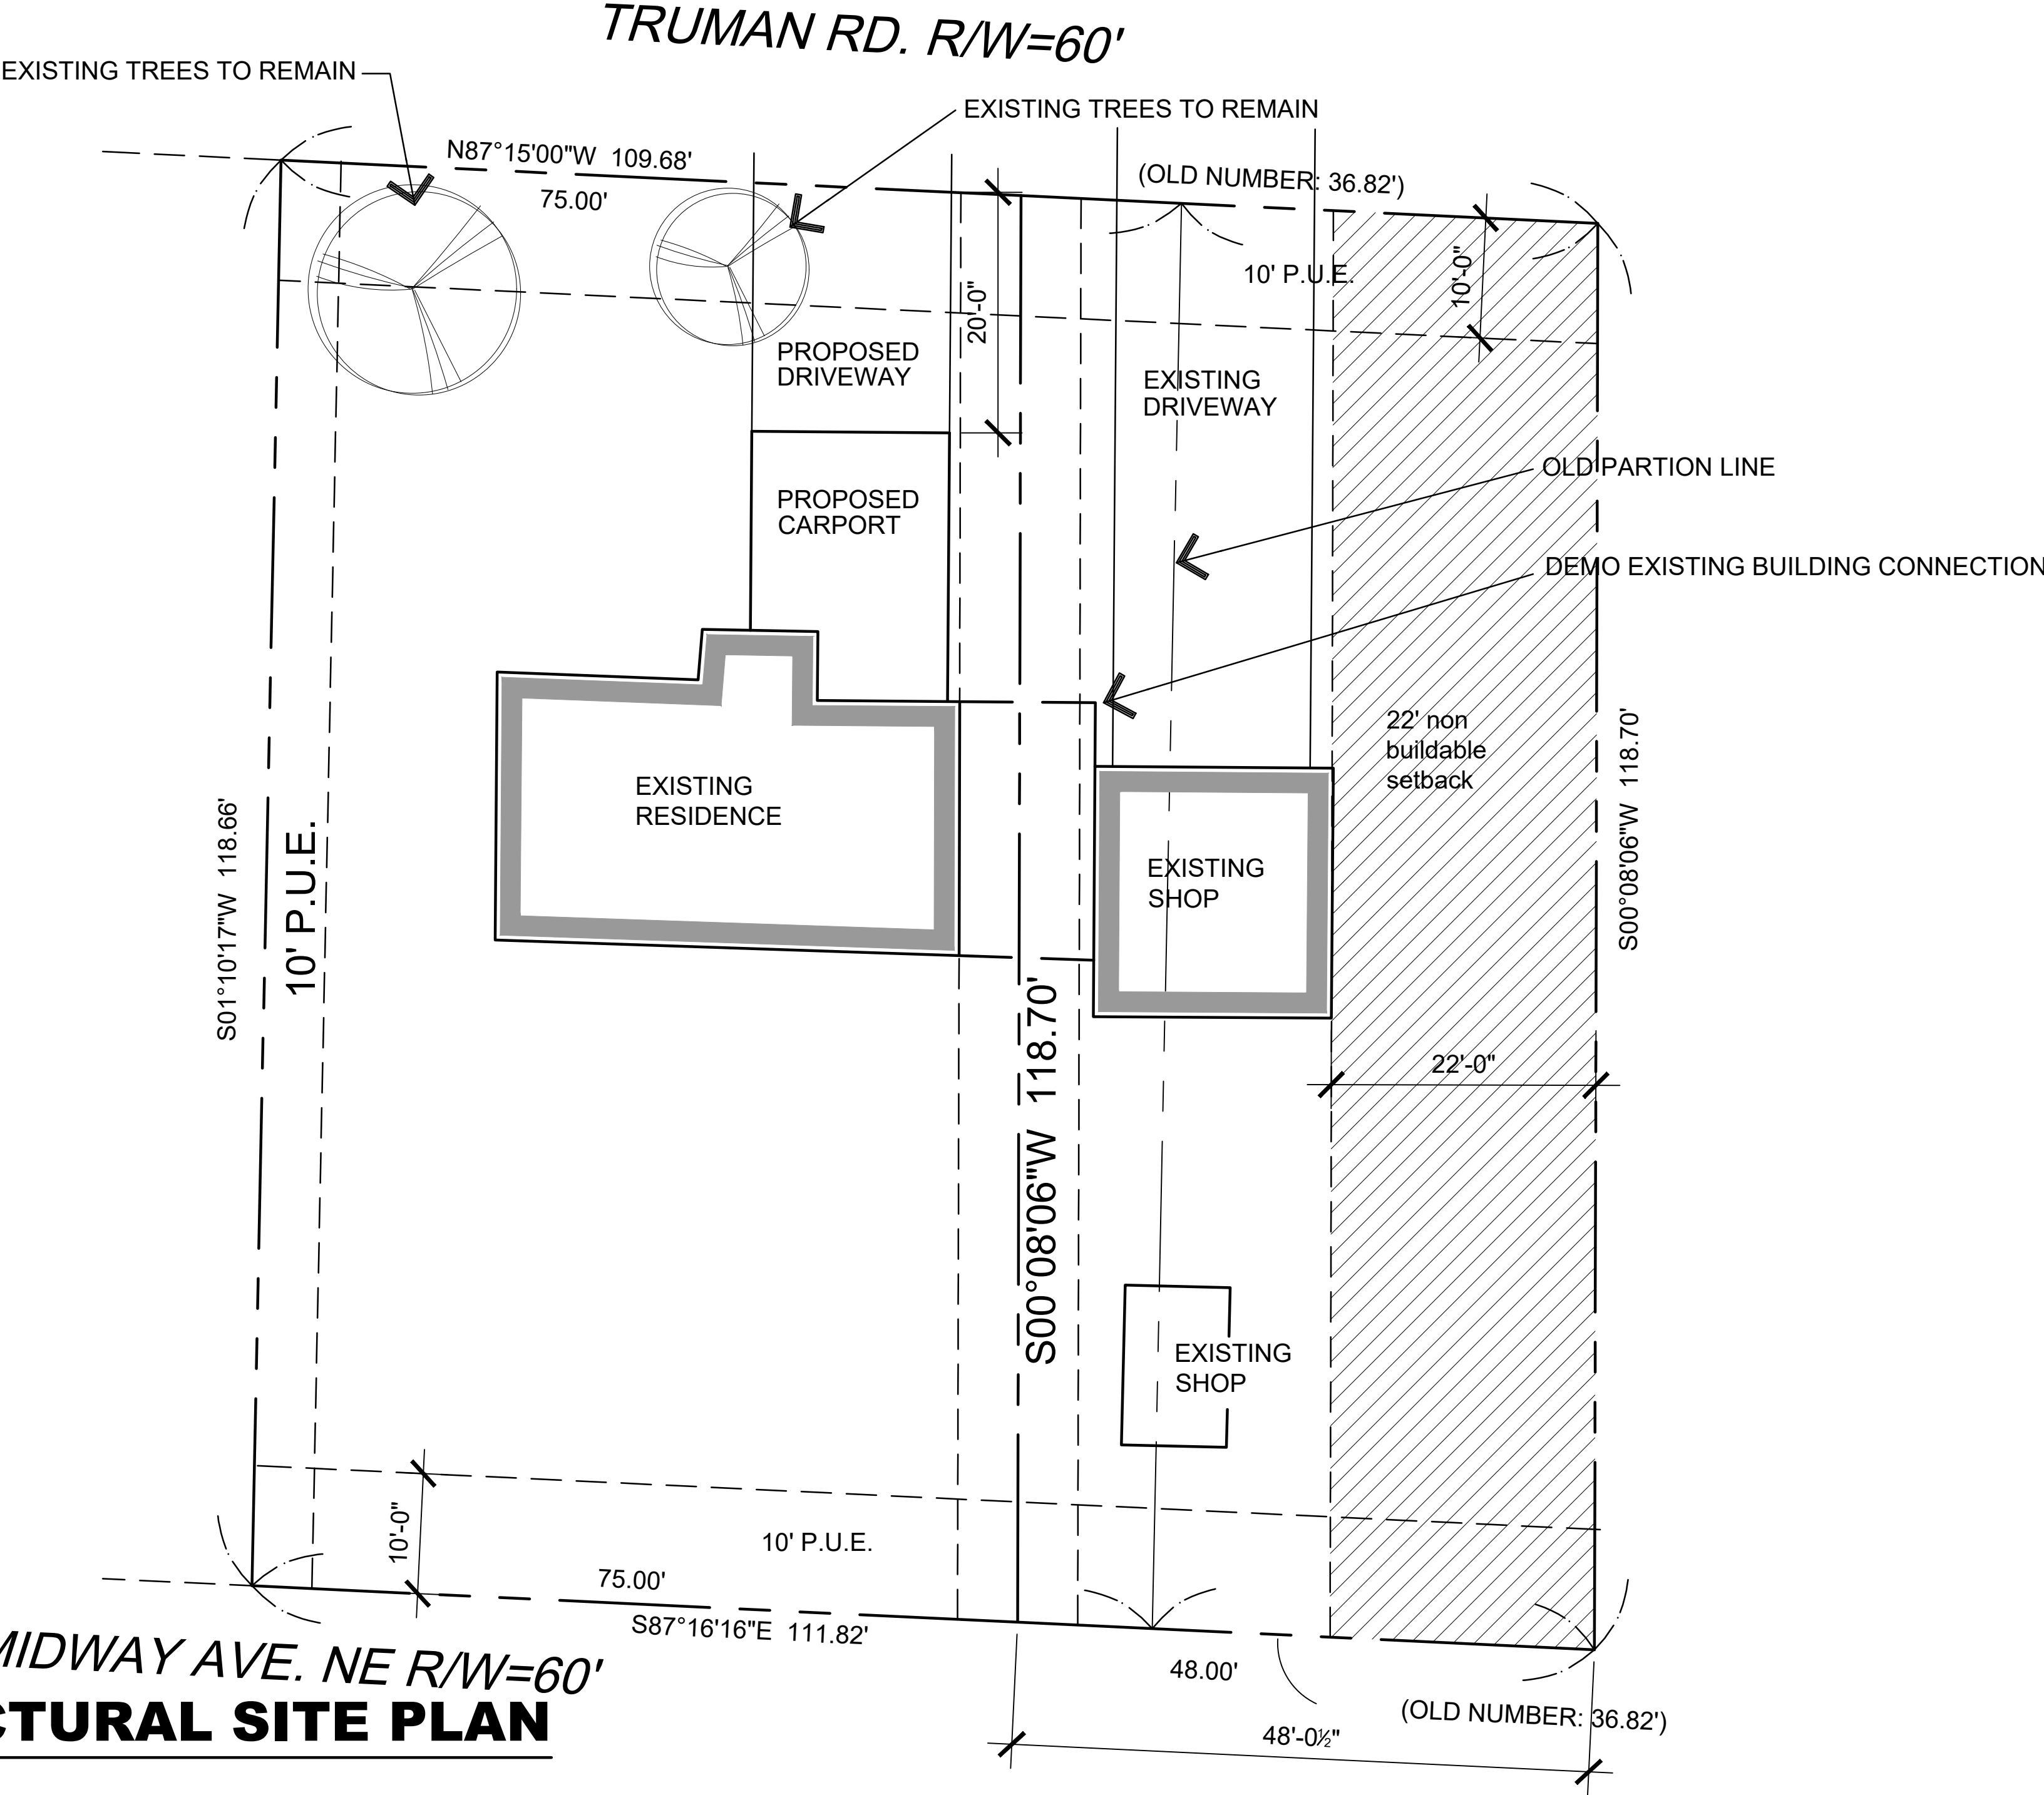 TRUMAN RD. R/W=60'
EXISTING TREES TO REMAIN
EXISTING TREES TO REMAIN
N87°15'00"W 109.68'
75.00'
(OLD NUMBER: 36.82')
10' P.U.E.
10'-0"
20'-0"
PROPOSED
DRIVEWAY
EXISTING
DRIVEWAY
OLD PARTION LINE
PROPOSED
CARPORT
DEMO EXISTING BUILDING CONNECTION
22' non
buildable
setback
S00°08'06"W 118.70'
EXISTING
RESIDENCE
S01°10'17"W 118.66'
10' P.U.E.
EXISTING
SHOP
S00°08'06"W 118.70'
22'-0"
EXISTING
SHOP
10'-0"
10' P.U.E.
75.00'
S87°16'16"E 111.82'
48.00'
(OLD NUMBER: 36.82')
48'-0½"
MIDWAY AVE. NE R/W=60'
CTURAL SITE PLAN